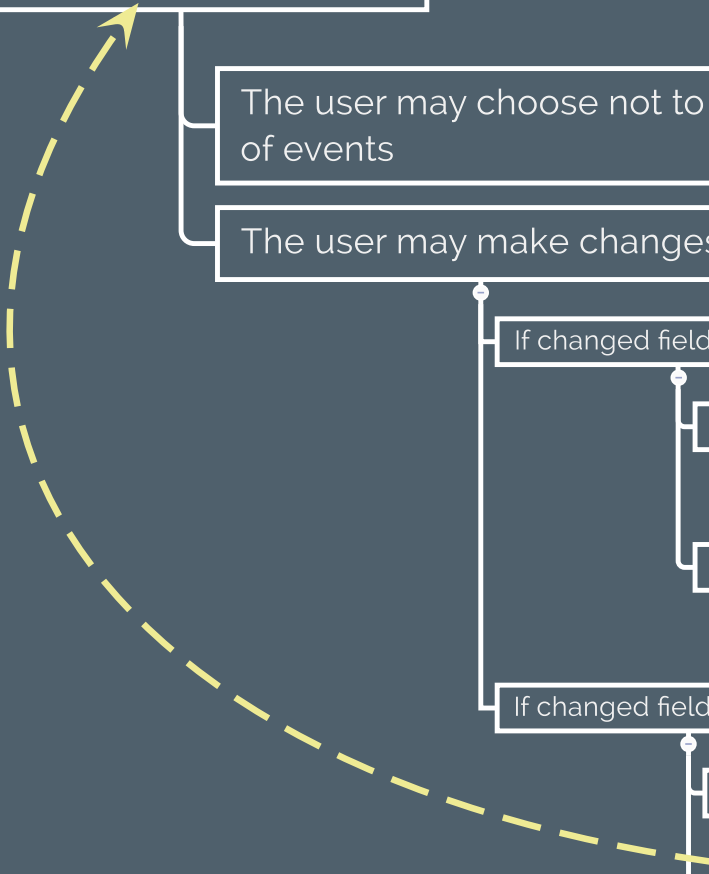 The user may choose not to
of events
The user may make changes
If changed field
If changed field